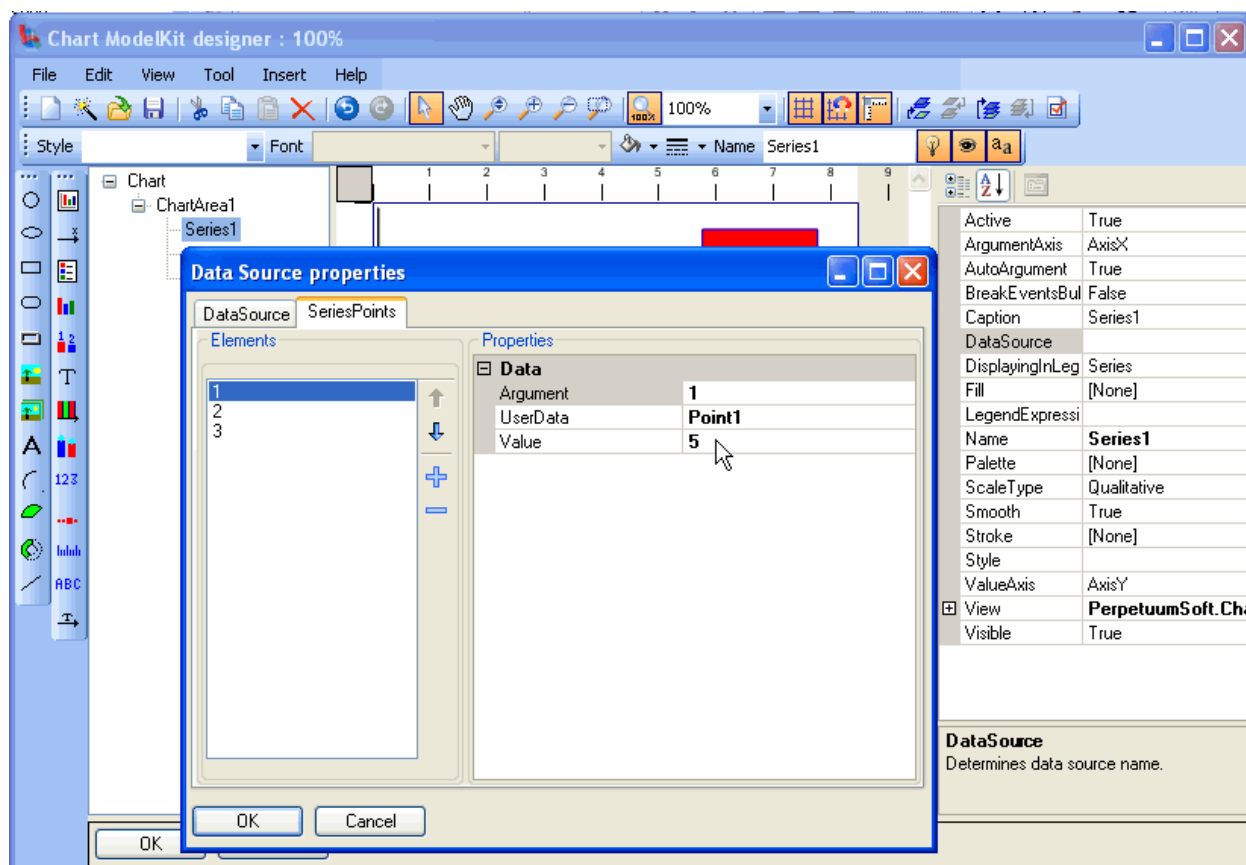 Chart ModelKit designer : 100%
File Edit View Tool Insert Help
100% 100%
Style Font Name Series1 aa
1 2 3 4 5 6 7 8 9
A Z
Chart
ChartArea1
Series1
Active True
ArgumentAxis AxisX
AutoArgument True
BreakEventsBul False
Caption Series1
DataSource
DisplayingInLeg Series
Fill [None]
LegendExpressi
Name Series1
Palette [None]
ScaleType Qualitative
Smooth True
Stroke [None]
Style
ValueAxis AxisY
View PerpetuumSoft.Cha
Visible True
DataSource
Determines data source name.
Data Source properties
DataSource SeriesPoints
Elements
1
2
3
Properties
Data
Argument 1
UserData Point1
Value 5
OK Cancel
OK
x
1 2
T
A
123
ABC
T